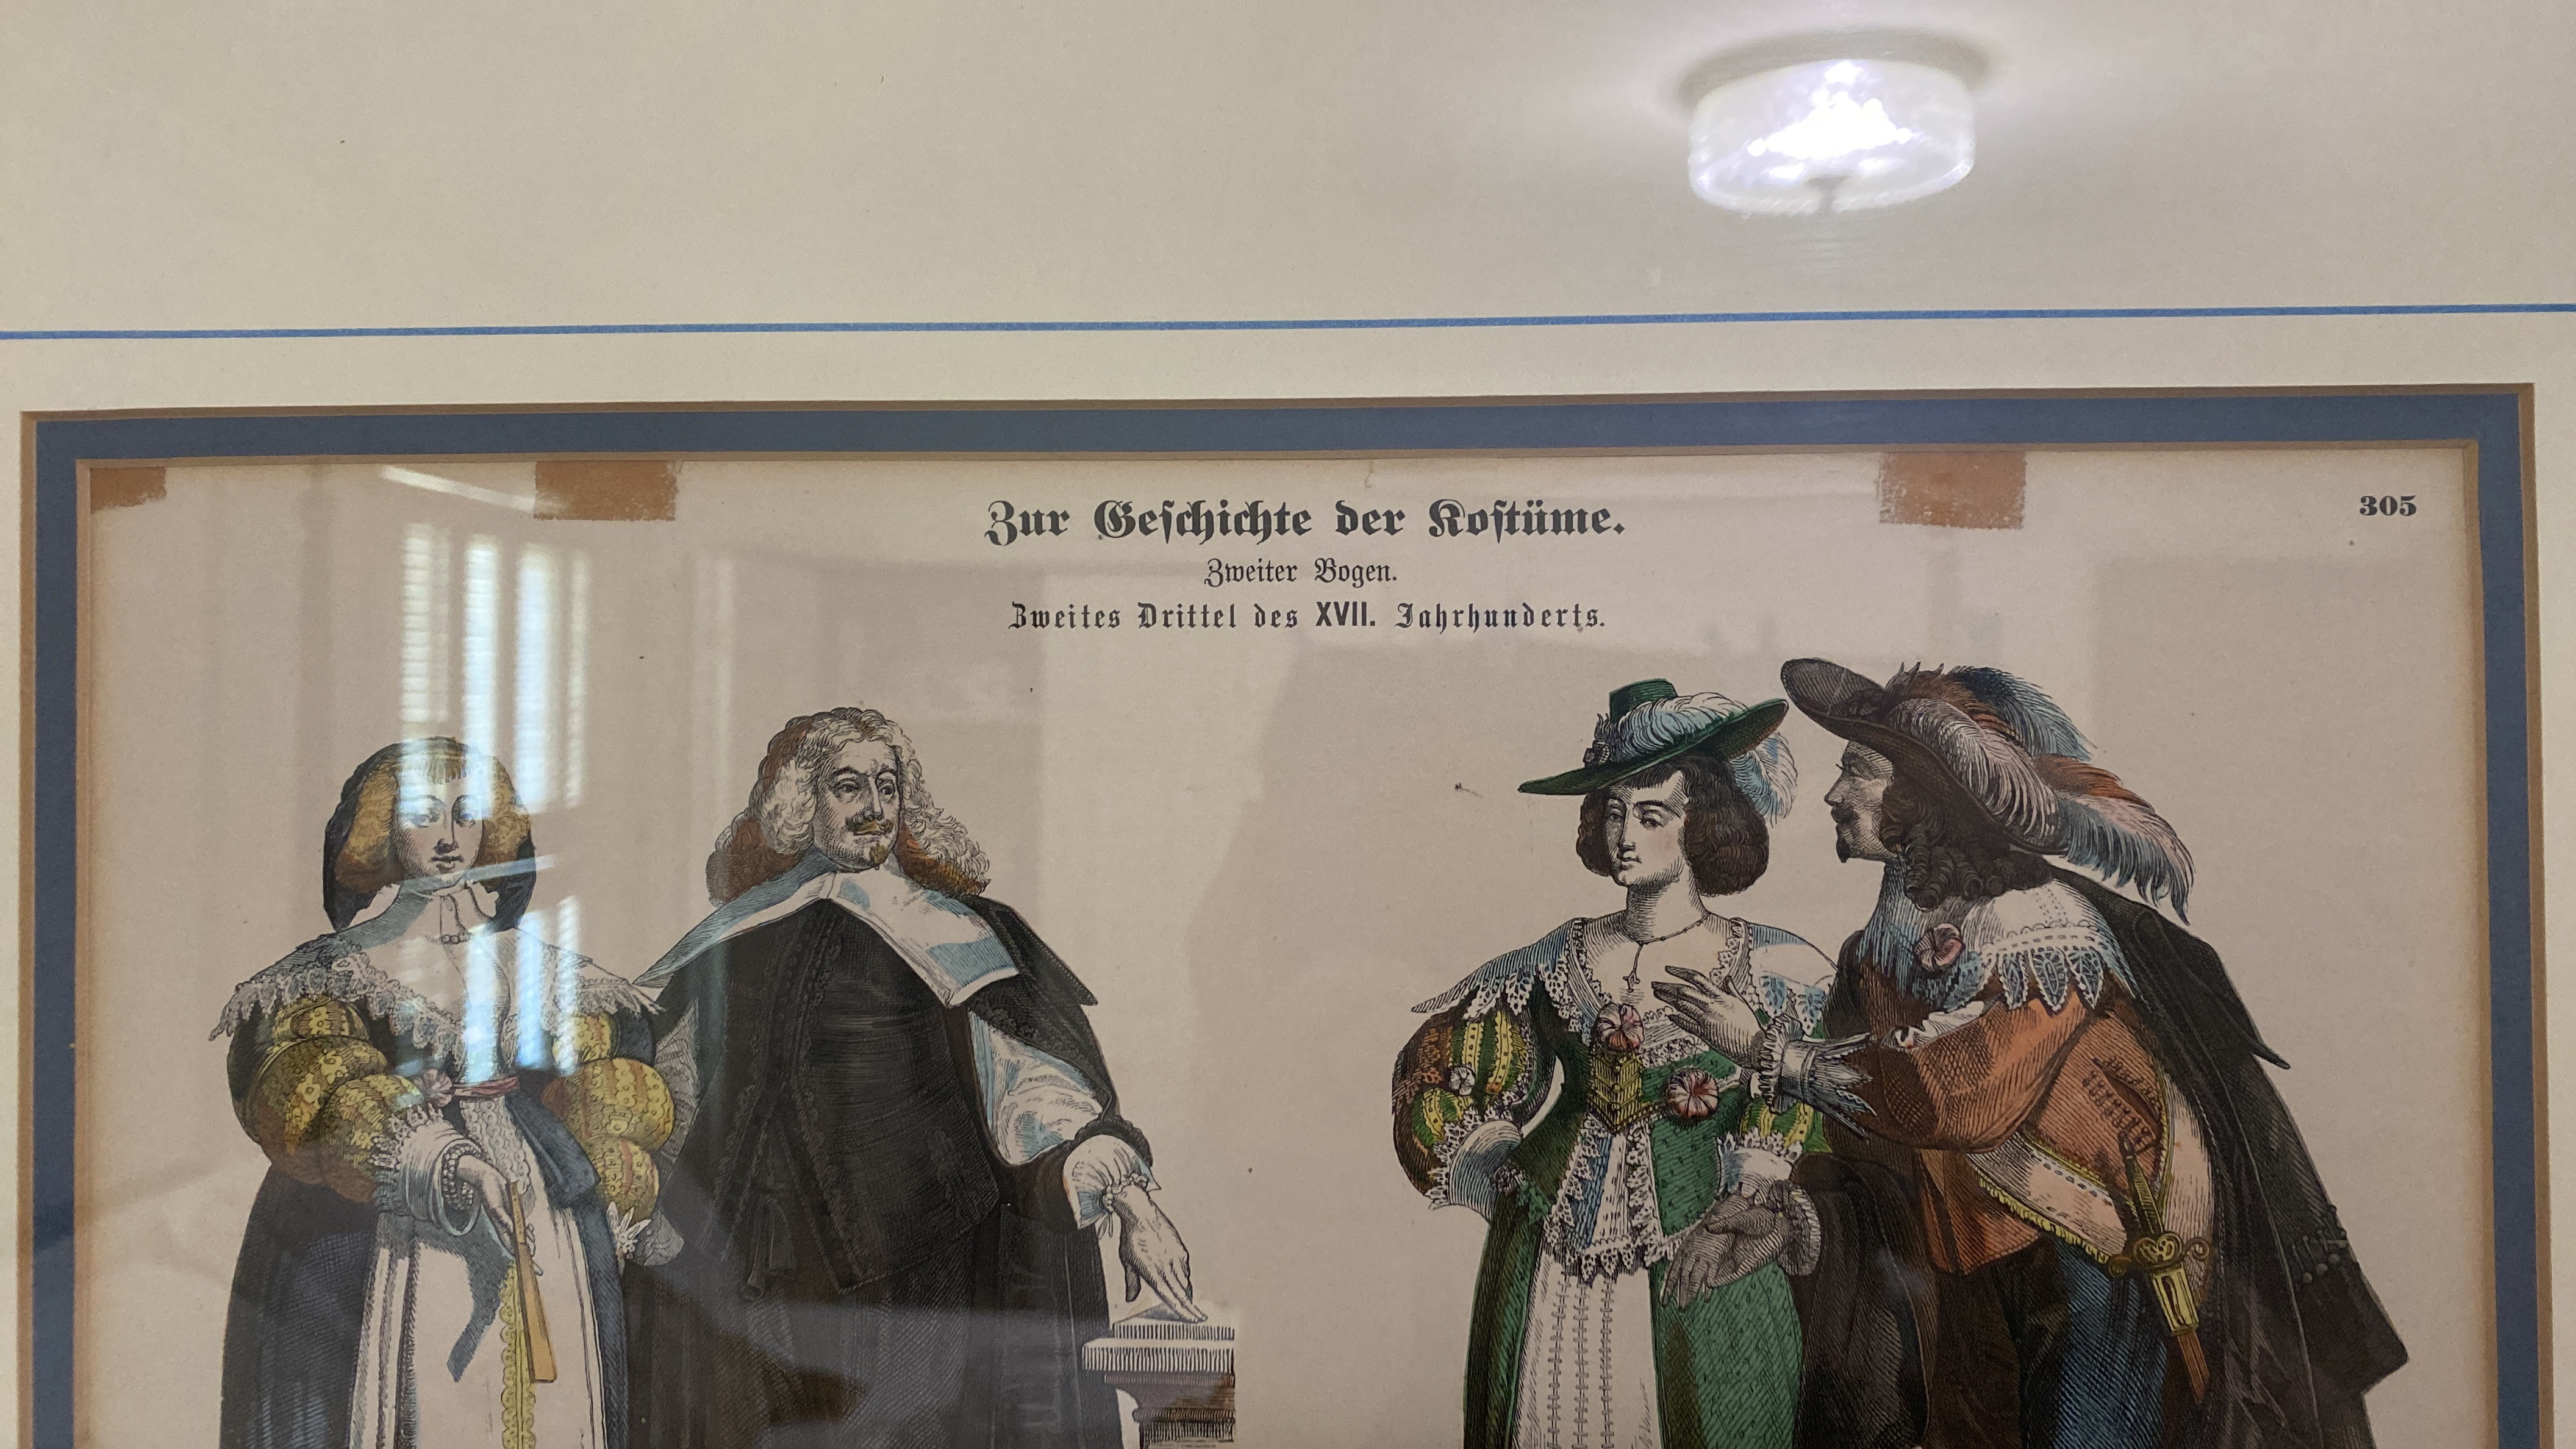 305
Zur Geſchichte der Koſtüme.
Zweiter Bogen.
Zweites Drittel des XVII. Jahrhunderts.